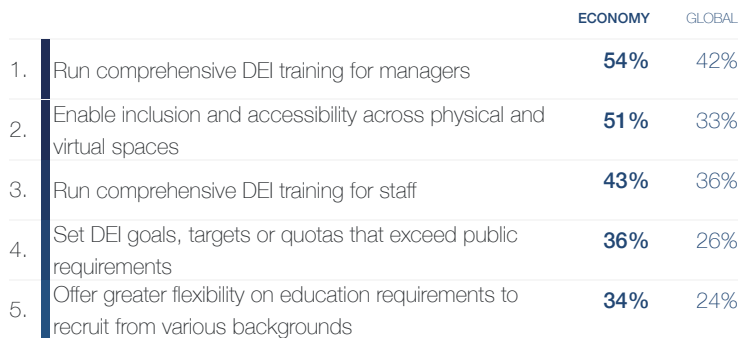 ECONOMY GLOBAL
1. Run comprehensive DEI training for managers 54% 42%
2. Enable inclusion and accessibility across physical and 51% 33%
virtual spaces
3. Run comprehensive DEI training for staff 43% 36%
4. Set DEI goals, targets or quotas that exceed public 36% 26%
requirements
5. Offer greater flexibility on education requirements to 34% 24%
recruit from various backgrounds